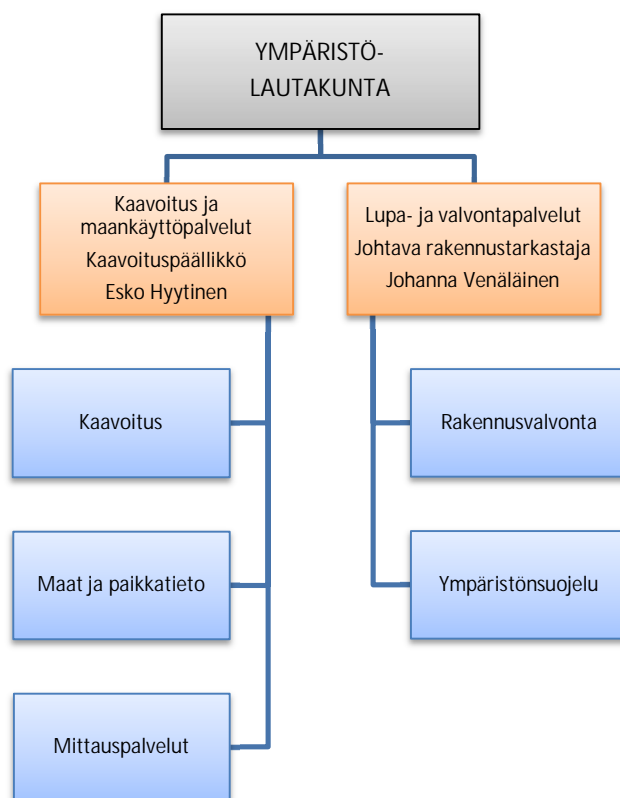 YMPÄRISTÖ-
LAUTAKUNTA
Kaavoitus ja
maankäyttöpalvelut
Kaavoituspäällikkö
Esko Hyytinen
Lupa- ja valvontapalvelut
Johtava rakennustarkastaja
Johanna Venäläinen
Kaavoitus
Rakennusvalvonta
Maat ja paikkatieto
Ympäristönsuojelu
Mittauspalvelut